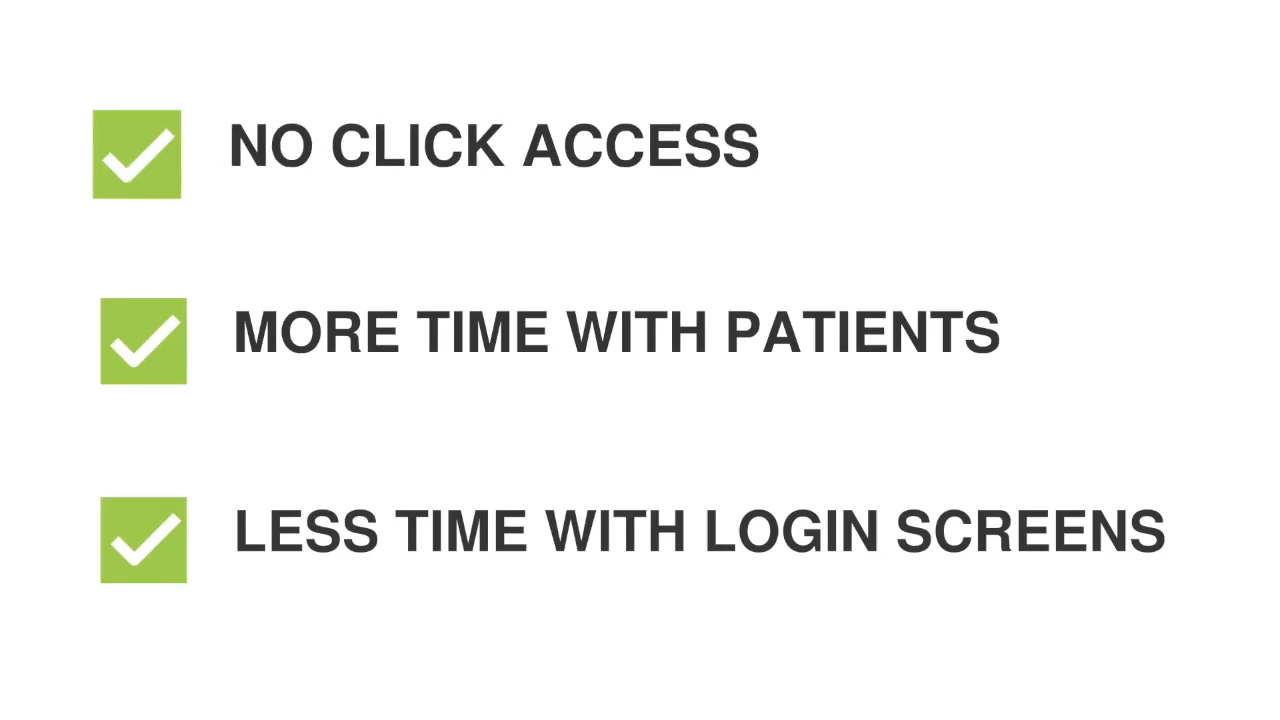 NO CLICK ACCESS
MORE TIME WITH PATIENTS
LESS TIME WITH LOGIN SCREENS